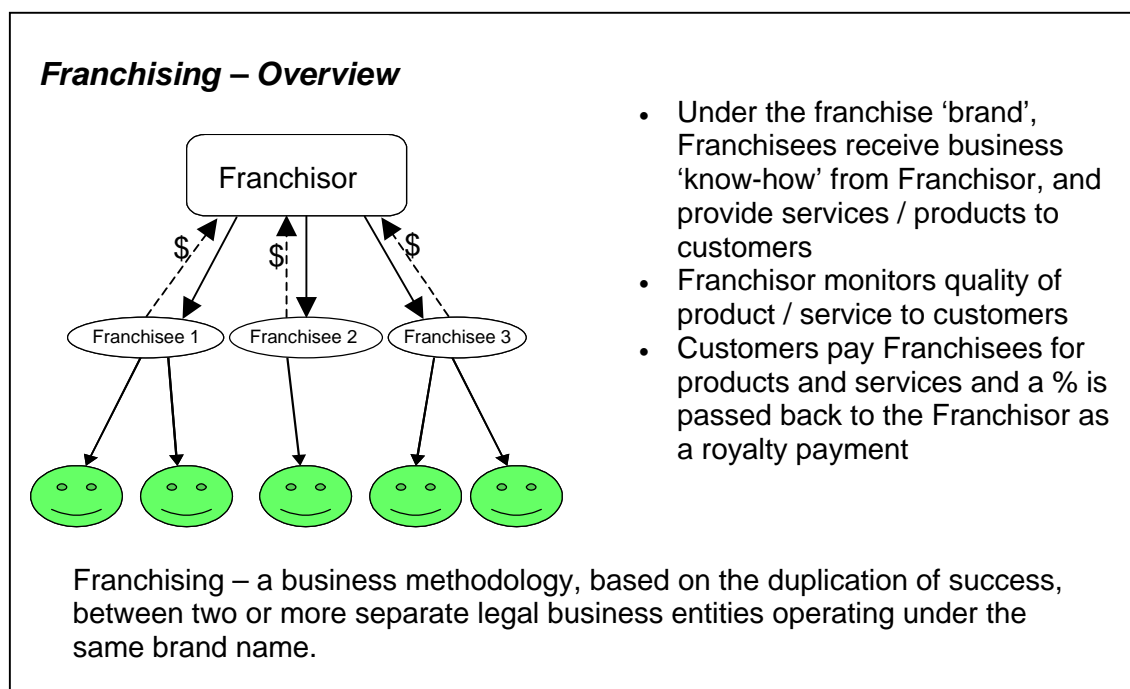 Franchising – Overview
Franchisor
$
$
$
Franchisee 1
Franchisee 2
Franchisee 3
• Under the franchise ‘brand’,
Franchisees receive business
‘know-how’ from Franchisor, and
provide services / products to
customers
• Franchisor monitors quality of
product / service to customers
• Customers pay Franchisees for
products and services and a % is
passed back to the Franchisor as
a royalty payment
Franchising – a business methodology, based on the duplication of success,
between two or more separate legal business entities operating under the
same brand name.